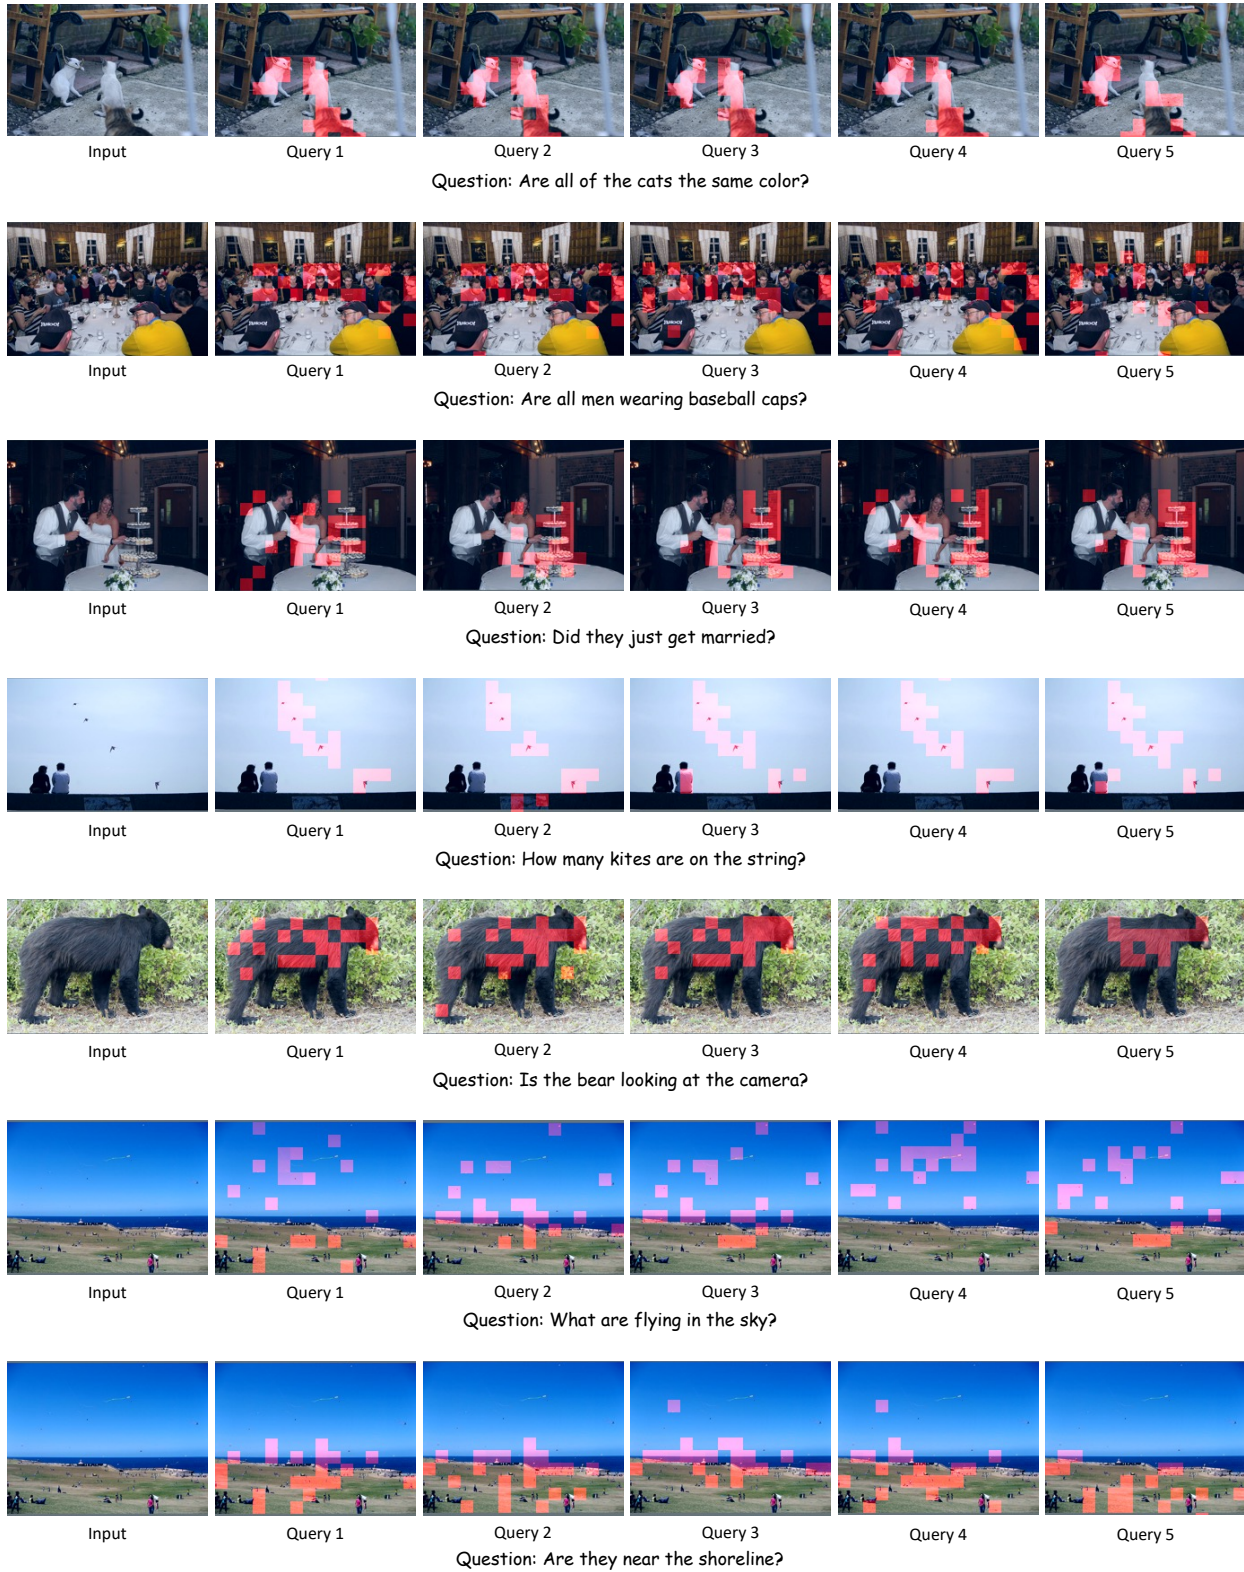 Input Query 1 Query 2 Query 3 Query 4 Query 5
Question: Are all of the cats the same color?
Input Query 1 Query 2 Query 3 Query 4 Query 5
Question: Are all men wearing baseball caps?
Input Query 1 Query 2 Query 3 Query 4 Query 5
Question: Did they just get married?
Input Query 1 Query 2 Query 3 Query 4 Query 5
Question: How many kites are on the string?
Input Query 1 Query 2 Query 3 Query 4 Query 5
Question: Is the bear looking at the camera?
Input Query 1 Query 2 Query 3 Query 4 Query 5
Question: What are flying in the sky?
Input Query 1 Query 2 Query 3 Query 4 Query 5
Question: Are they near the shoreline?